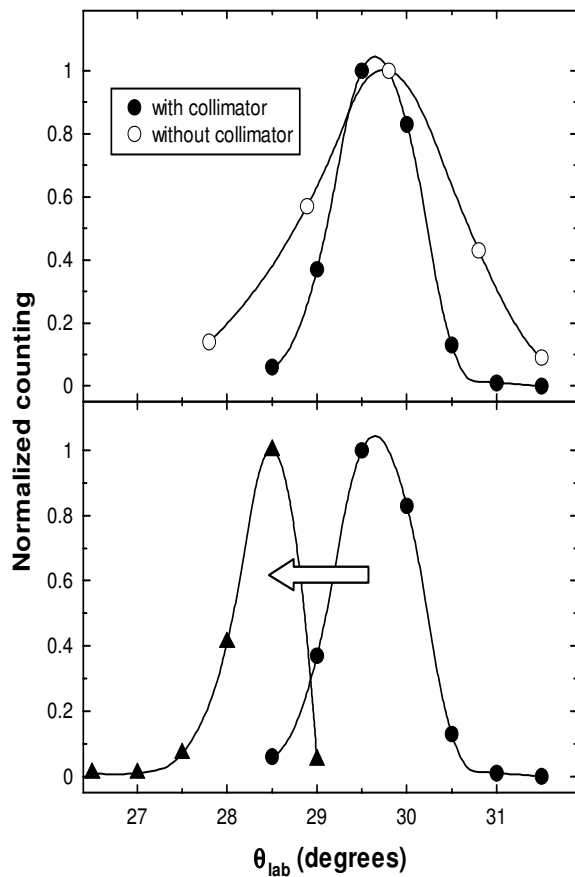 1
0.8
0.6
0.4
0.2
0
with collimator
without collimator
Normalized counting
1
0.8
0.6
0.4
0.2
0
27 28 29 30 31
θlab (degrees)